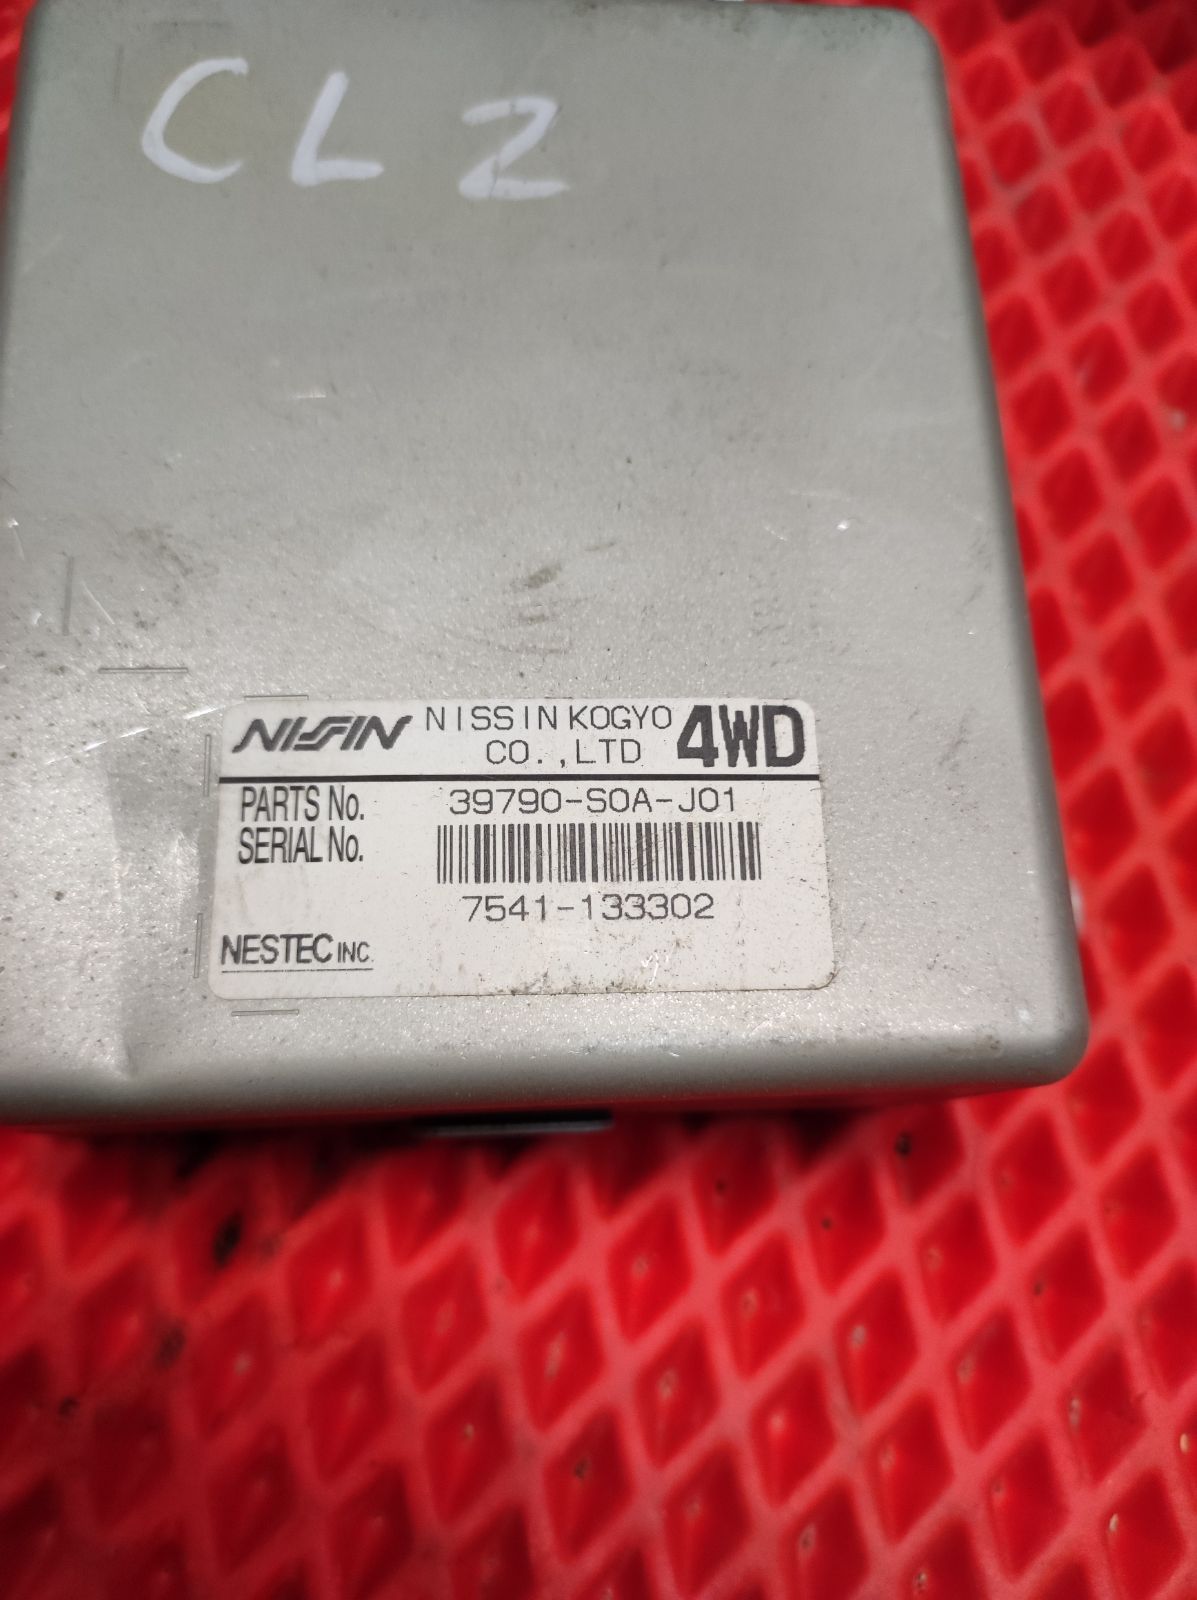 CL2
NISSIN NISSIN KOGYO 4WD
CO.,LTD
PARTS No. 39790-S0A-J01
SERIAL No.
7541-133302
NESTEC INC.